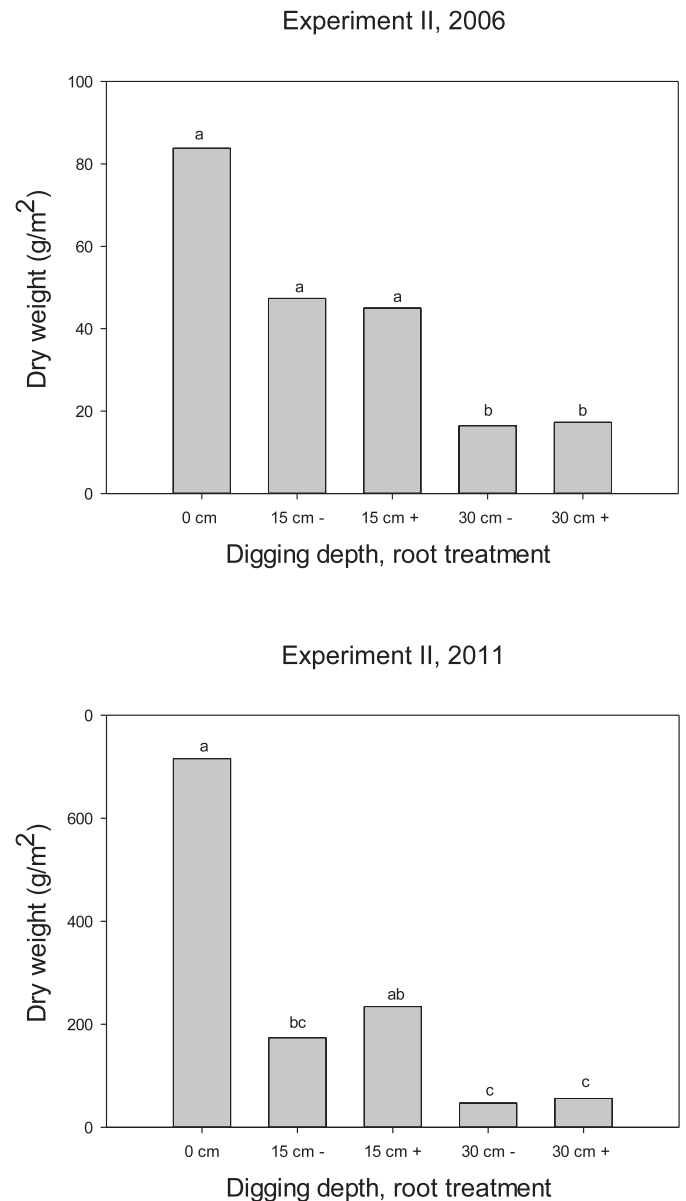 Experiment II, 2006
100
a
80
Dry weight (g/m2)
60
a
a
40
20
b
b
0
0 cm 15 cm - 15 cm + 30 cm - 30 cm +
Digging depth, root treatment
Experiment II, 2011
0
a
600
Dry weight (g/m2)
400
ab
200
bc
c
c
0
0 cm 15 cm - 15 cm + 30 cm - 30 cm +
Digging depth, root treatment